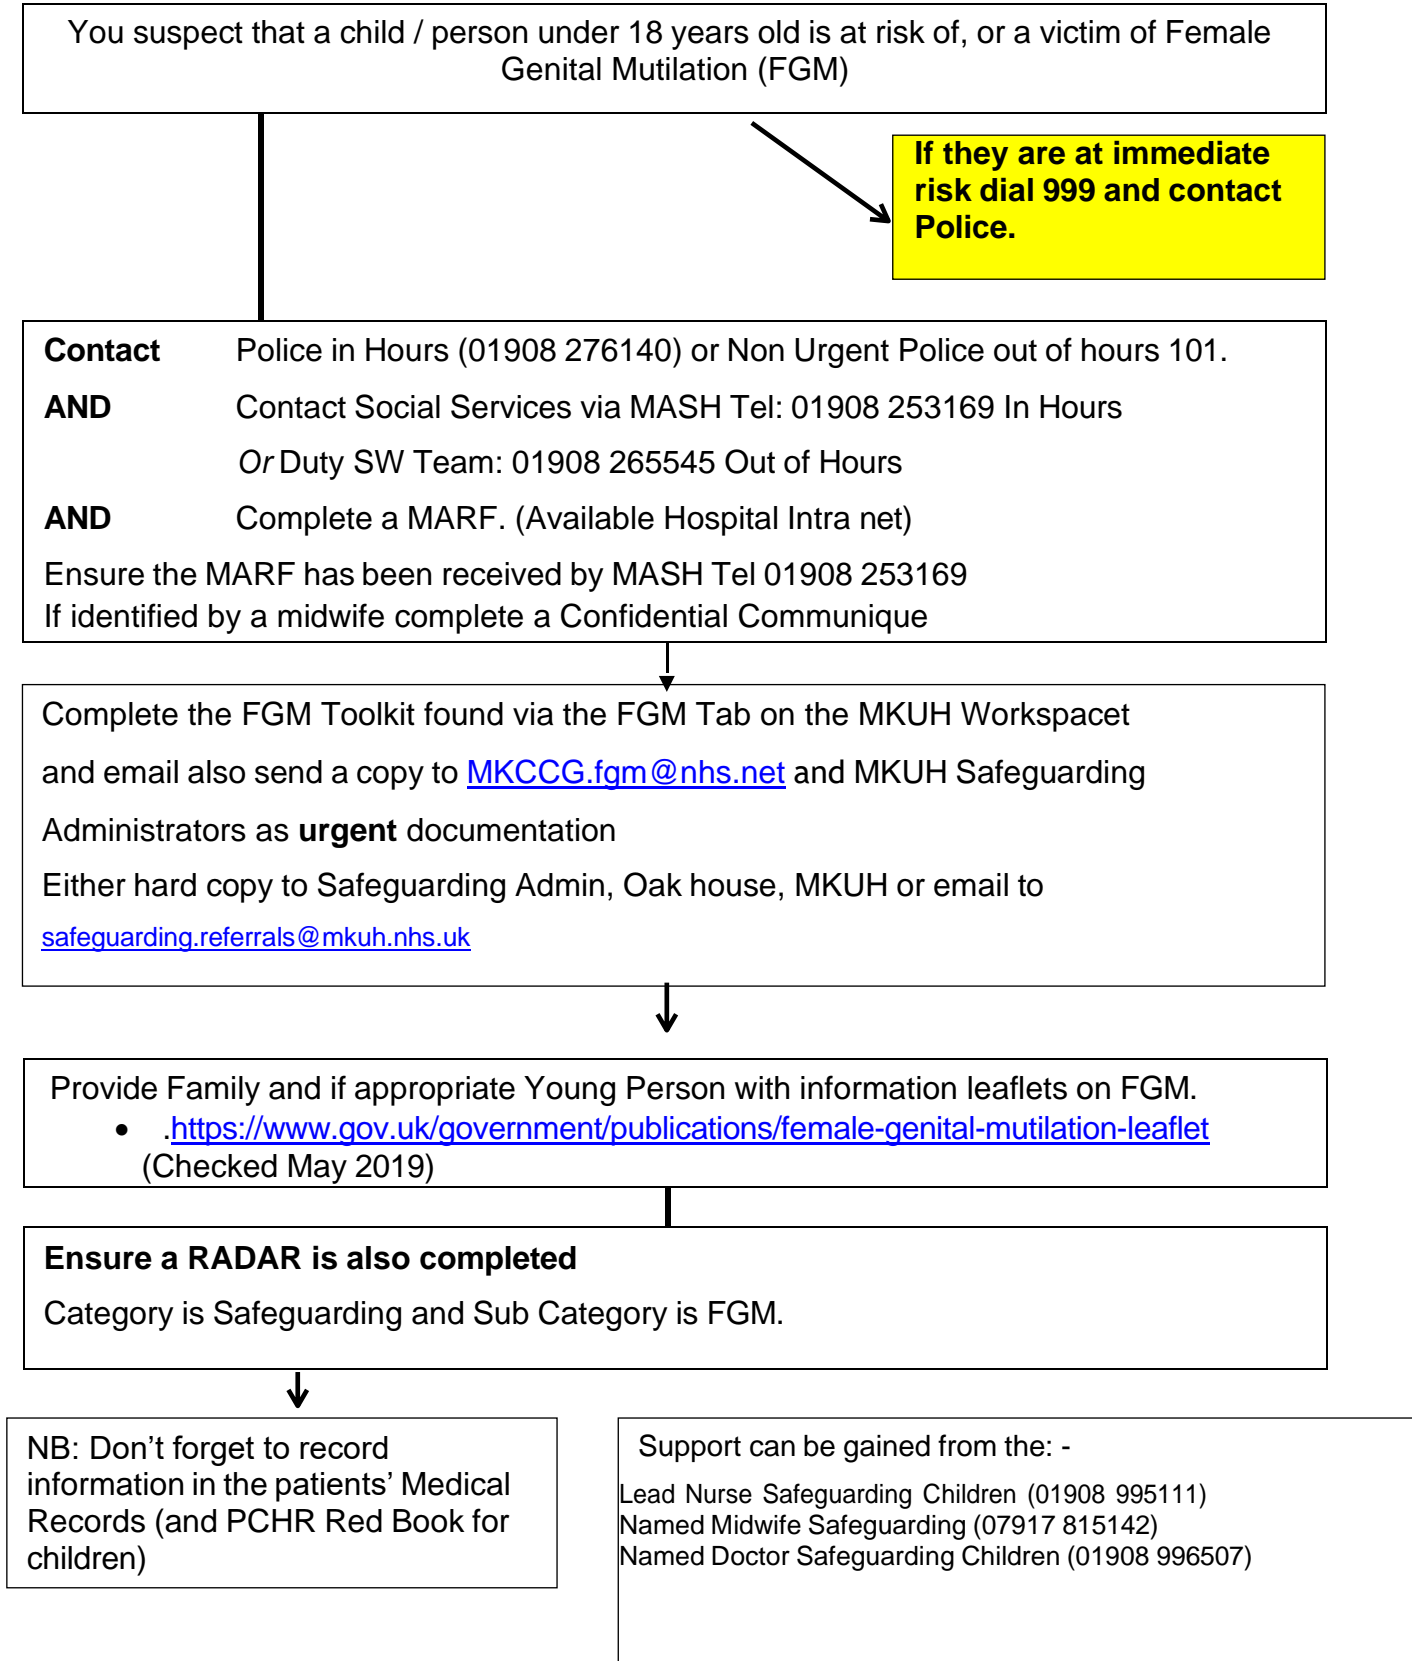 You suspect that a child / person under 18 years old is at risk of, or a victim of Female
Genital Mutilation (FGM)
If they are at immediate
risk dial 999 and contact
Police.
Contact Police in Hours (01908 276140) or Non Urgent Police out of hours 101.
AND Contact Social Services via MASH Tel: 01908 253169 In Hours
Or Duty SW Team: 01908 265545 Out of Hours
AND Complete a MARF. (Available Hospital Intra net)
Ensure the MARF has been received by MASH Tel 01908 253169
If identified by a midwife complete a Confidential Communique
Complete the FGM Toolkit found via the FGM Tab on the MKUH Workspacet
and email also send a copy to MKCCG.fgm@nhs.net and MKUH Safeguarding
Administrators as urgent documentation
Either hard copy to Safeguarding Admin, Oak house, MKUH or email to
safeguarding.referrals@mkuh.nhs.uk
Provide Family and if appropriate Young Person with information leaflets on FGM.
• .https://www.gov.uk/government/publications/female-genital-mutilation-leaflet
(Checked May 2019)
Ensure a RADAR is also completed
Category is Safeguarding and Sub Category is FGM.
NB: Don’t forget to record
information in the patients’ Medical
Records (and PCHR Red Book for
children)
Support can be gained from the: -
Lead Nurse Safeguarding Children (01908 995111)
Named Midwife Safeguarding (07917 815142)
Named Doctor Safeguarding Children (01908 996507)